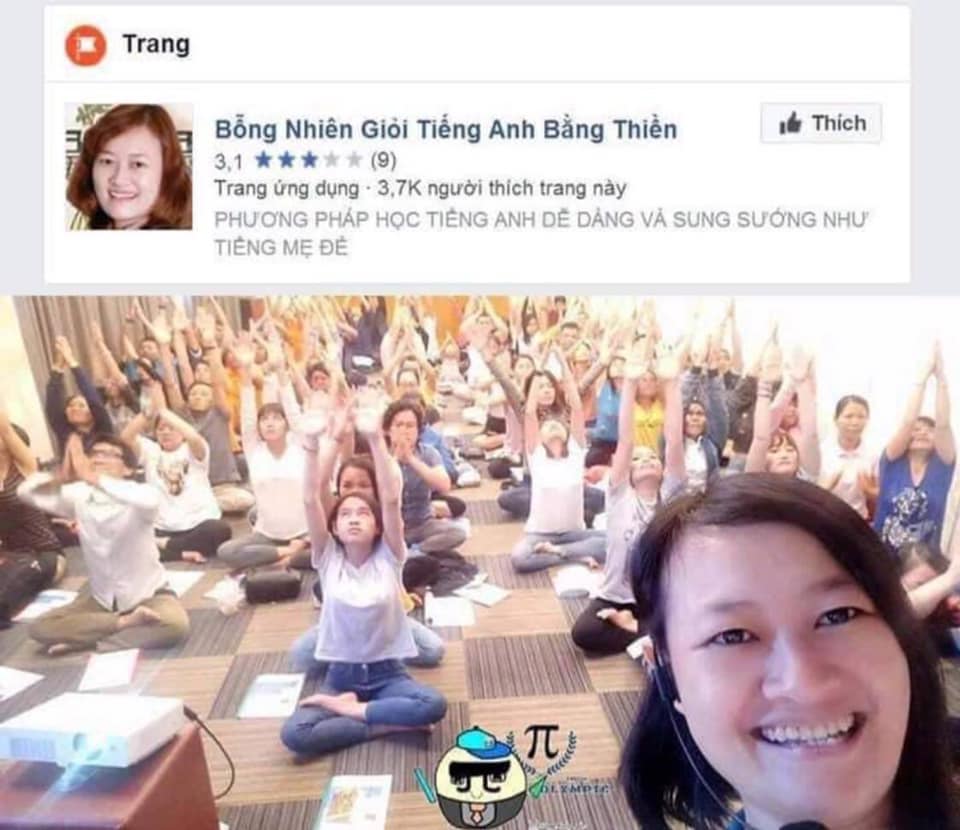 Trang
Bỗng Nhiên Giỏi Tiếng Anh Bằng Thiền
Thích
3,1 (9)
Trang ứng dụng · 3,7K người thích trang này
PHƯƠNG PHÁP HỌC TIẾNG ANH DỄ DÀNG VÀ SUNG SƯỚNG NHƯ
TIẾNG MẸ ĐẺ
π
OLYMPIC